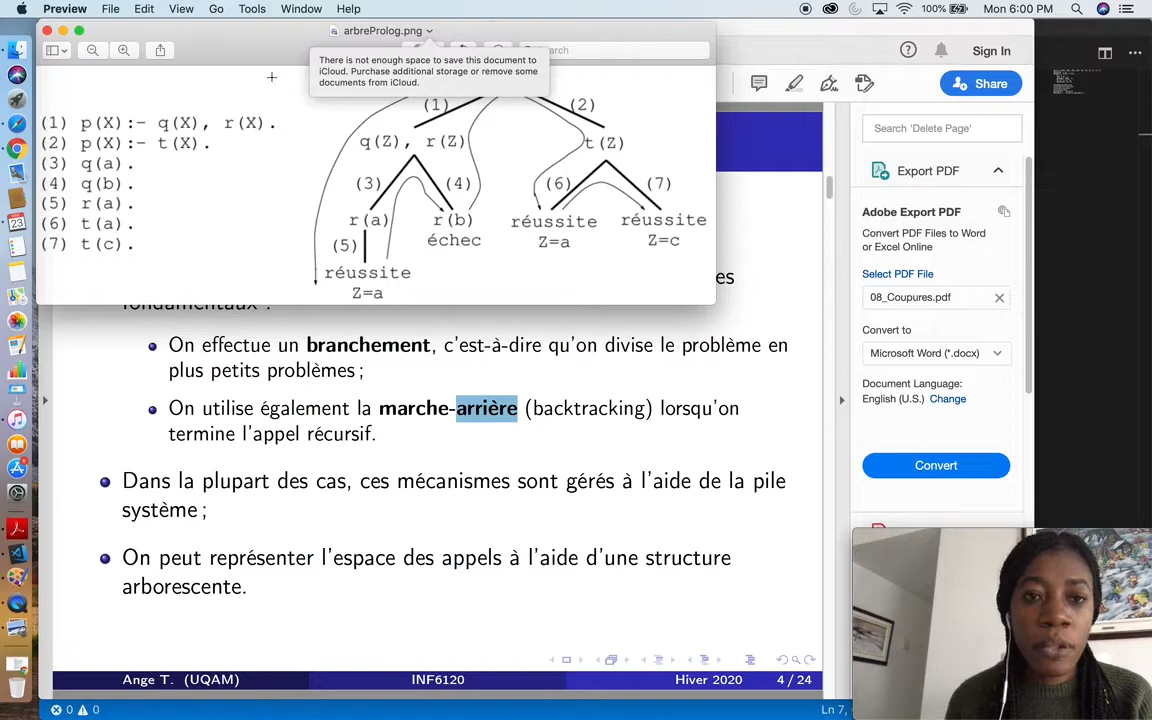 Preview File Edit View Go Tools Window Help
100% Mon 6:00 PM
arbreProlog.png
There is not enough space to save this document to
iCloud. Purchase additional storage or remove some
documents from iCloud.
(1) p(X):- q(X), r(X).
(2) p(X):- t(X).
(3) q(a).
(4) q(b).
(5) r(a).
(6) t(a).
(7) t(c).
(1) (2)
q(Z), r(Z) t(Z)
(3) (4) (6) (7)
r(a) r(b) réussite réussite
échec Z=a Z=c
(5)
réussite
Z=a
es
fondamentaux :
On effectue un branchement, c'est-à-dire qu'on divise le problème en
plus petits problèmes ;
On utilise également la marche-arrière (backtracking) lorsqu'on
termine l'appel récursif.
Dans la plupart des cas, ces mécanismes sont gérés à l'aide de la pile
système ;
On peut représenter l'espace des appels à l'aide d'une structure
arborescente.
Ange T. (UQAM) INF6120 Hiver 2020 4 / 24
Sign In
Share
Search 'Delete Page'
Export PDF
Adobe Export PDF
Convert PDF Files to Word
or Excel Online
Select PDF File
08_Coupures.pdf
Convert to
Microsoft Word (*.docx)
Document Language:
English (U.S.) Change
Convert
0 0
Ln 7,